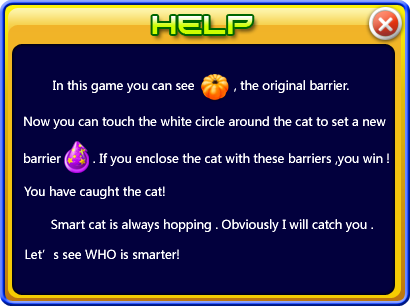 HELP
In this game you can see , the original barrier.
Now you can touch the white circle around the cat to set a new
barrier . If you enclose the cat with these barriers ,you win !
You have caught the cat!
Smart cat is always hopping . Obviously I will catch you .
Let’s see WHO is smarter!